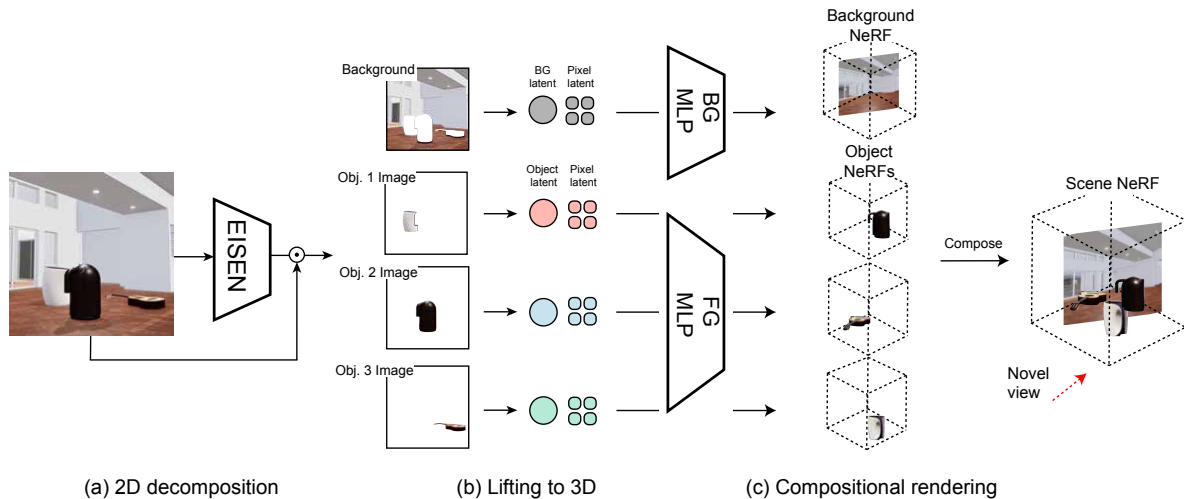 Background
NeRF
Background
BG
latent
Pixel
latent
BG
MLP
Obj. 1 Image
Object
latent
Pixel
latent
Object
NeRFs
Scene NeRF
EISEN
Obj. 2 Image
FG
MLP
Compose
Obj. 3 Image
Novel
view
(a) 2D decomposition
(b) Lifting to 3D
(c) Compositional rendering